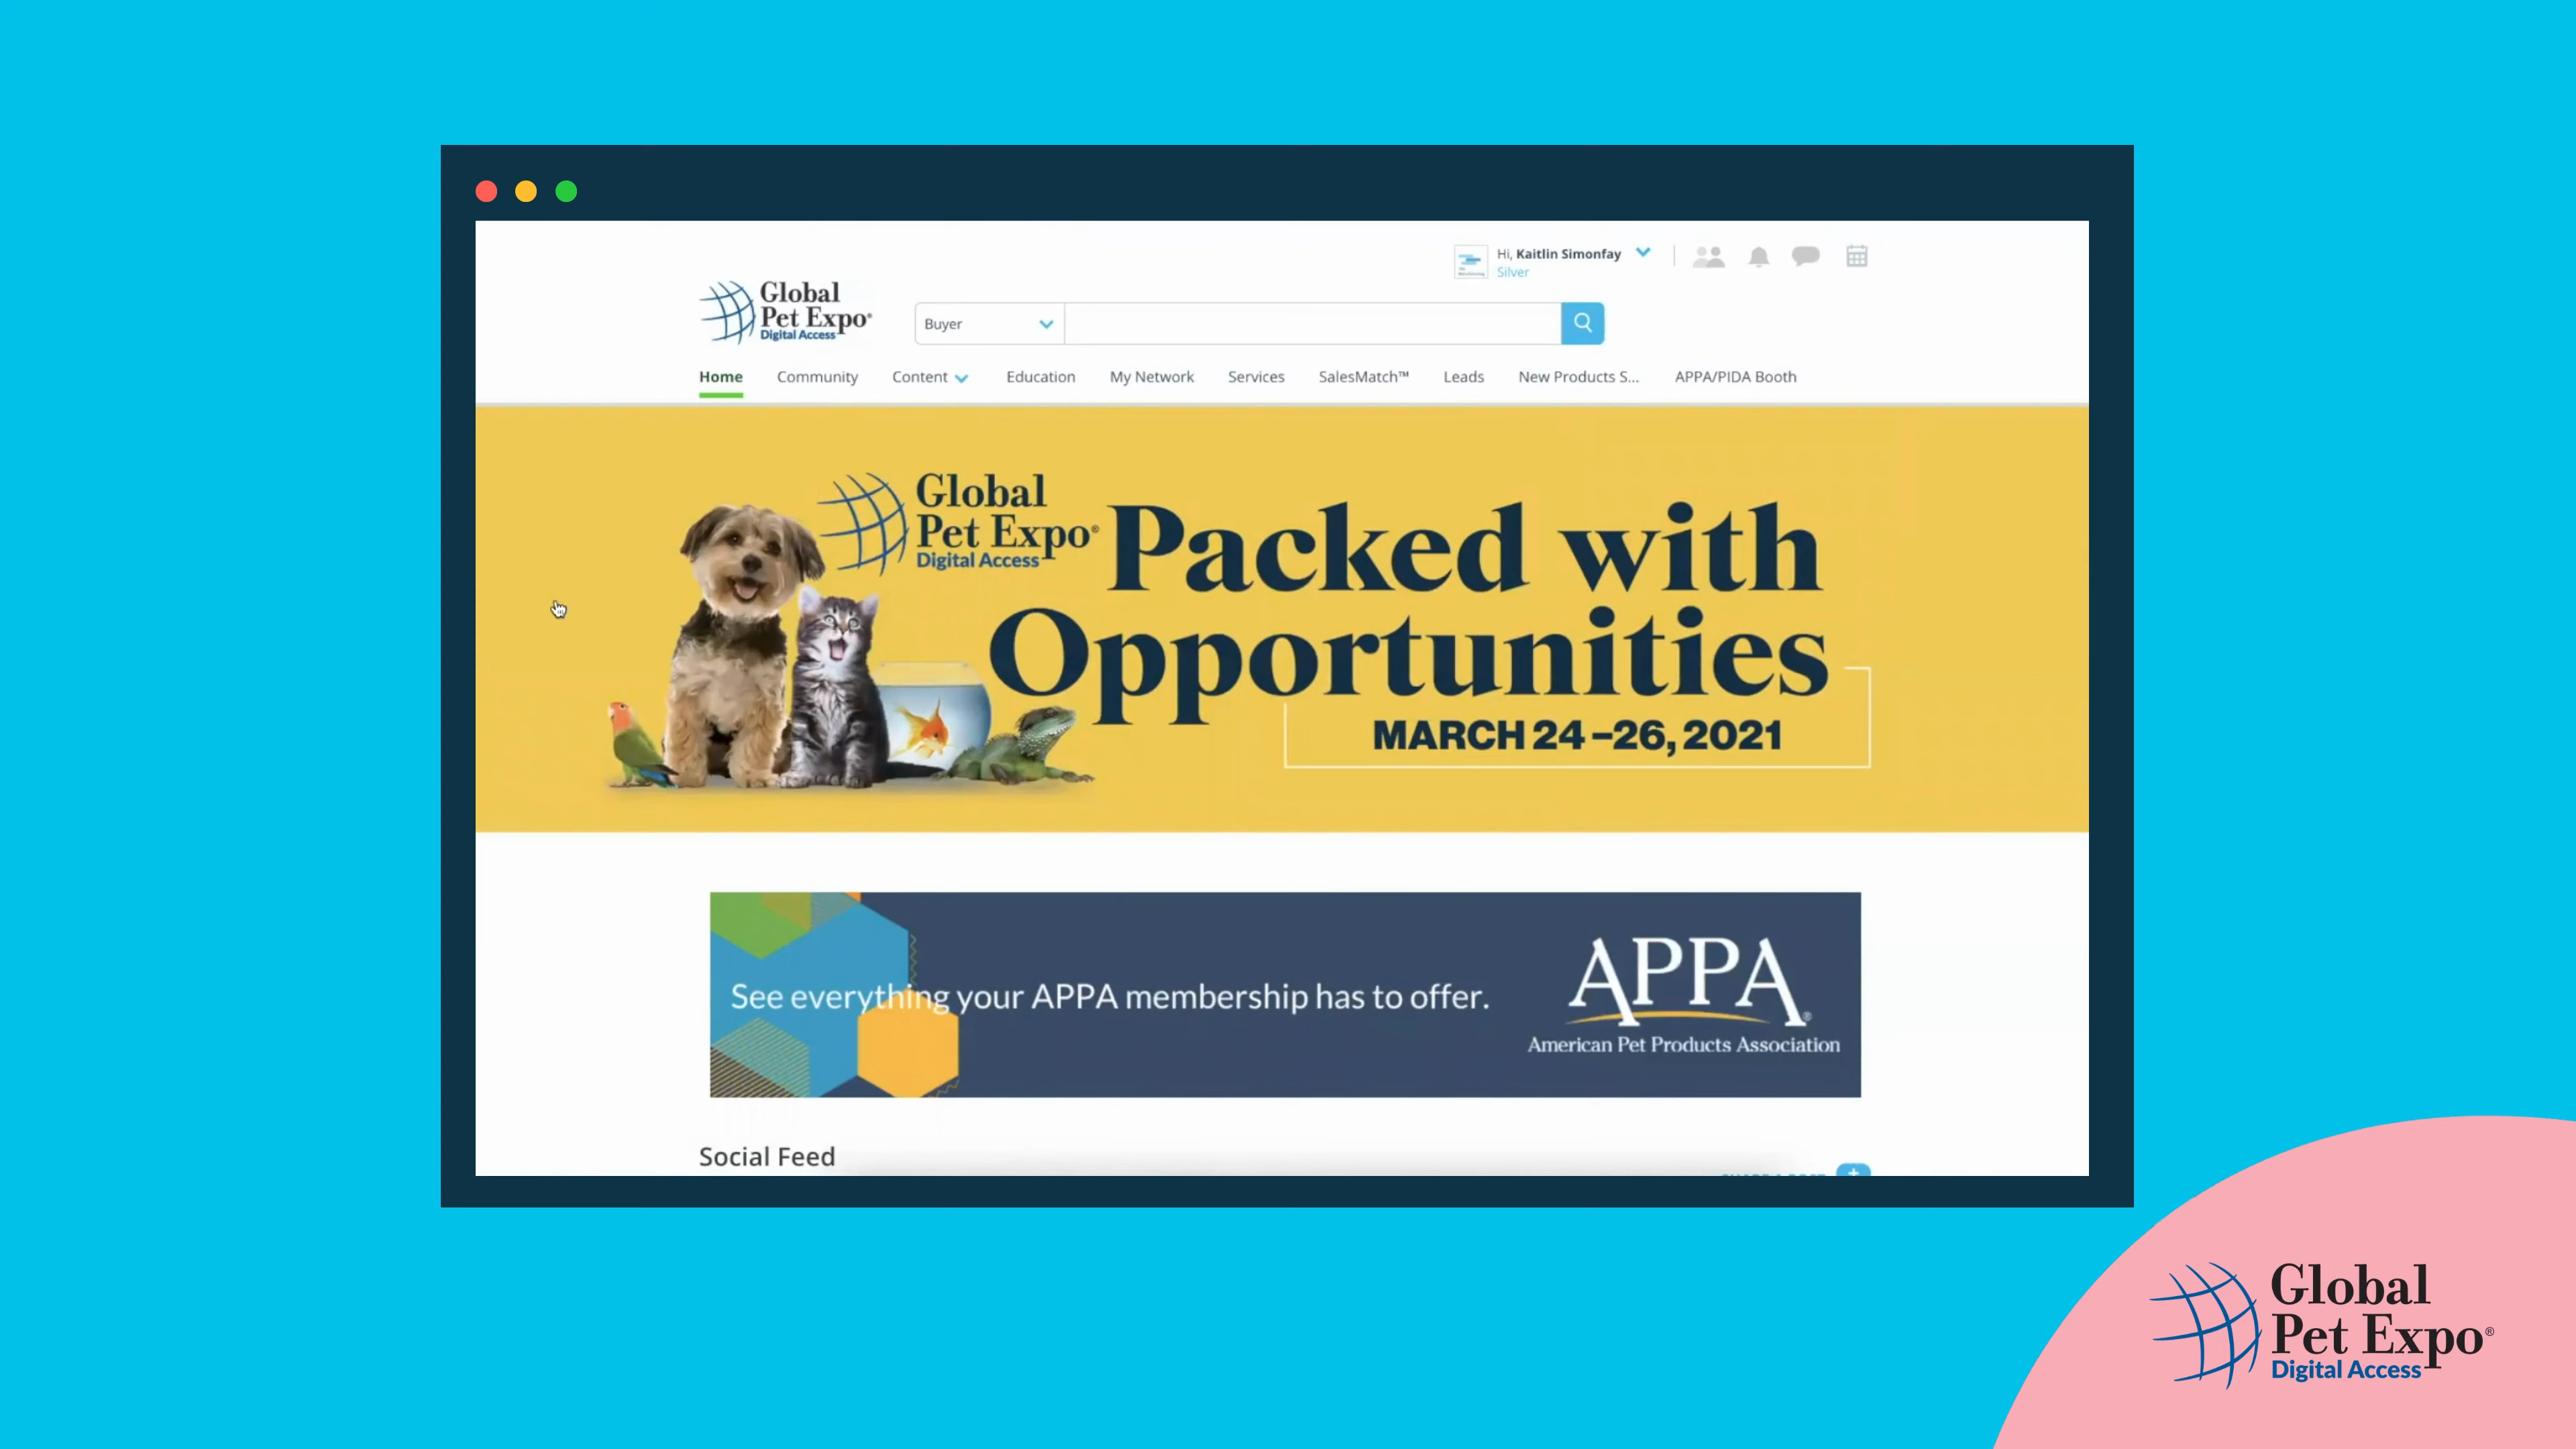 Hi, Kaitlin Simonfay
Silver
Global
Pet Expo®
Digital Access
Buyer
Home Community Content Education My Network Services SalesMatch™ Leads New Products S... APPA/PIDA Booth
Global
Pet Expo®
Digital Access
Packed with
Opportunities
MARCH 24–26, 2021
See everything your APPA membership has to offer.
APPA®
American Pet Products Association
Social Feed
Global
Pet Expo®
Digital Access